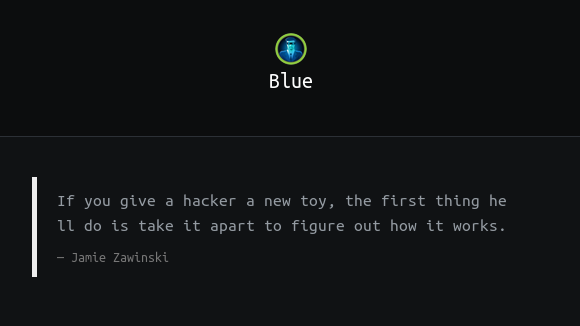 Blue
If you give a hacker a new toy, the first thing he
ll do is take it apart to figure out how it works.
— Jamie Zawinski